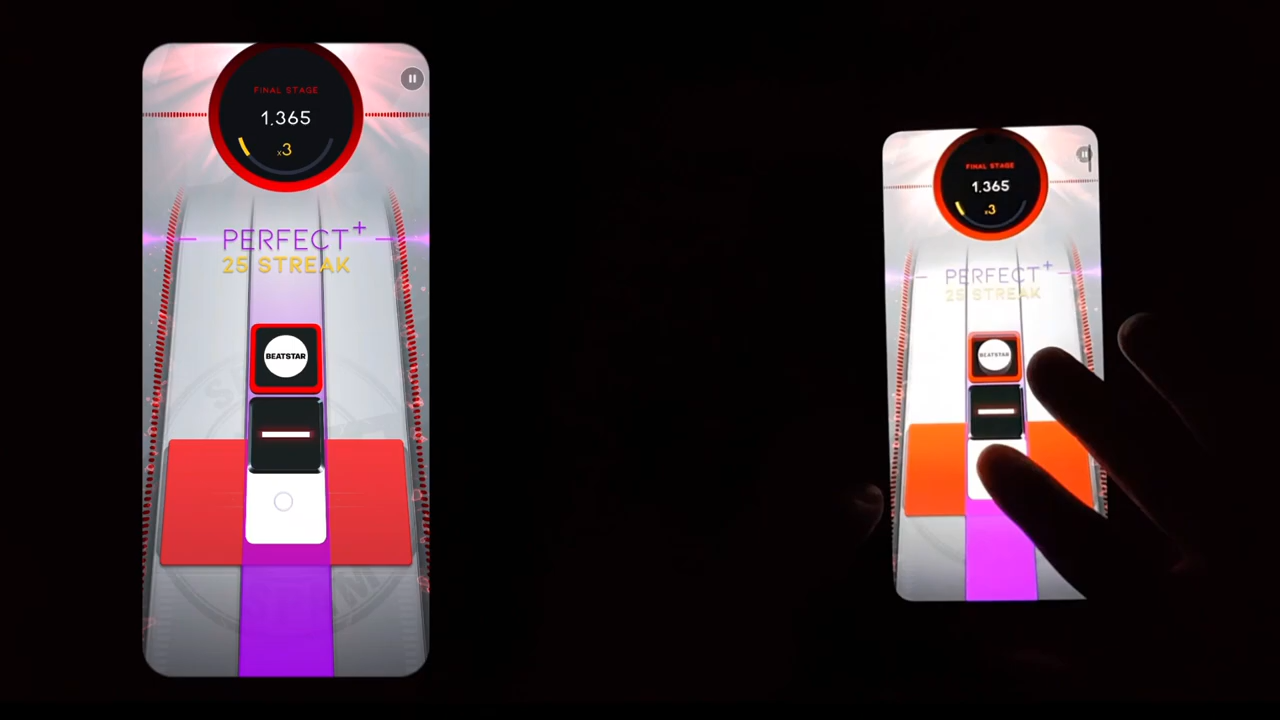 FINAL STAGE
1,365
x3
PERFECT+
25 STREAK
BEATSTAR
FINAL STAGE
1,365
x3
PERFECT+
25 STREAK
BEATSTAR